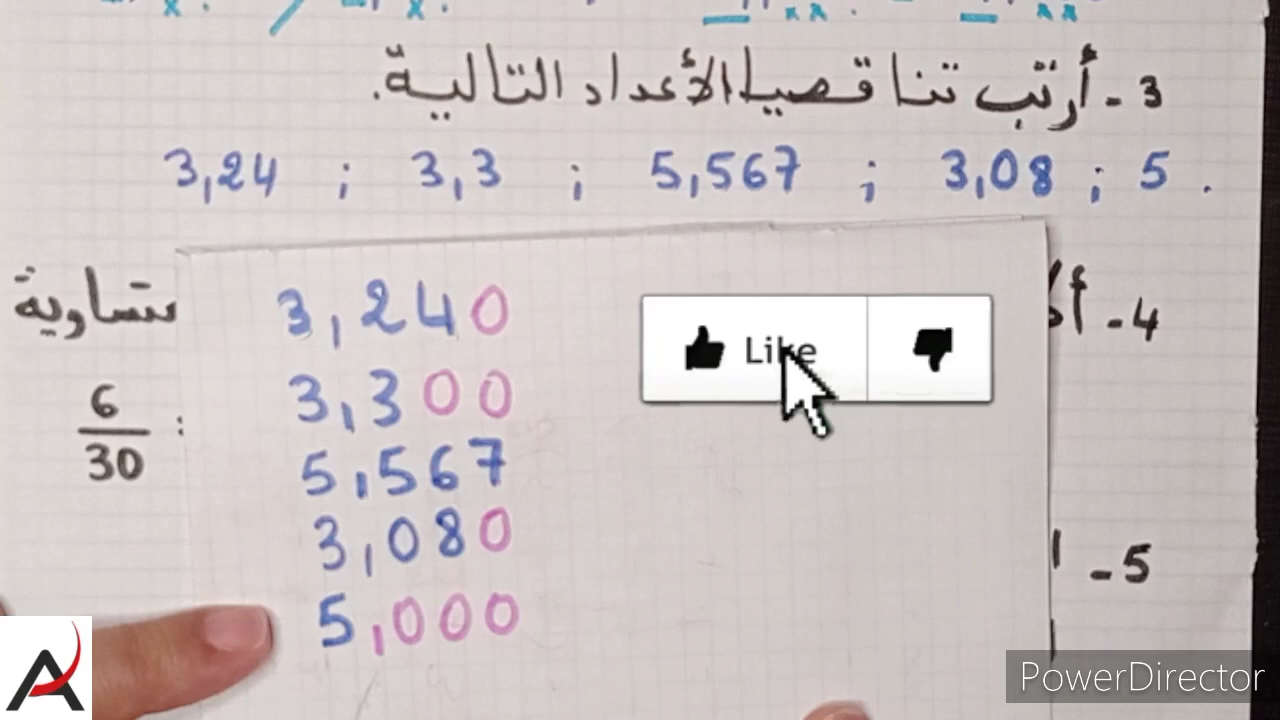 3 - أرتب تناقصيا الأعداد التالية.
3,24 ; 3,3 ; 5,567 ; 3,08 ; 5 .
4 -
متساوية
6
30
:
3,240
3,300
5,567
3,080
5,000
Like
5 -
PowerDirector